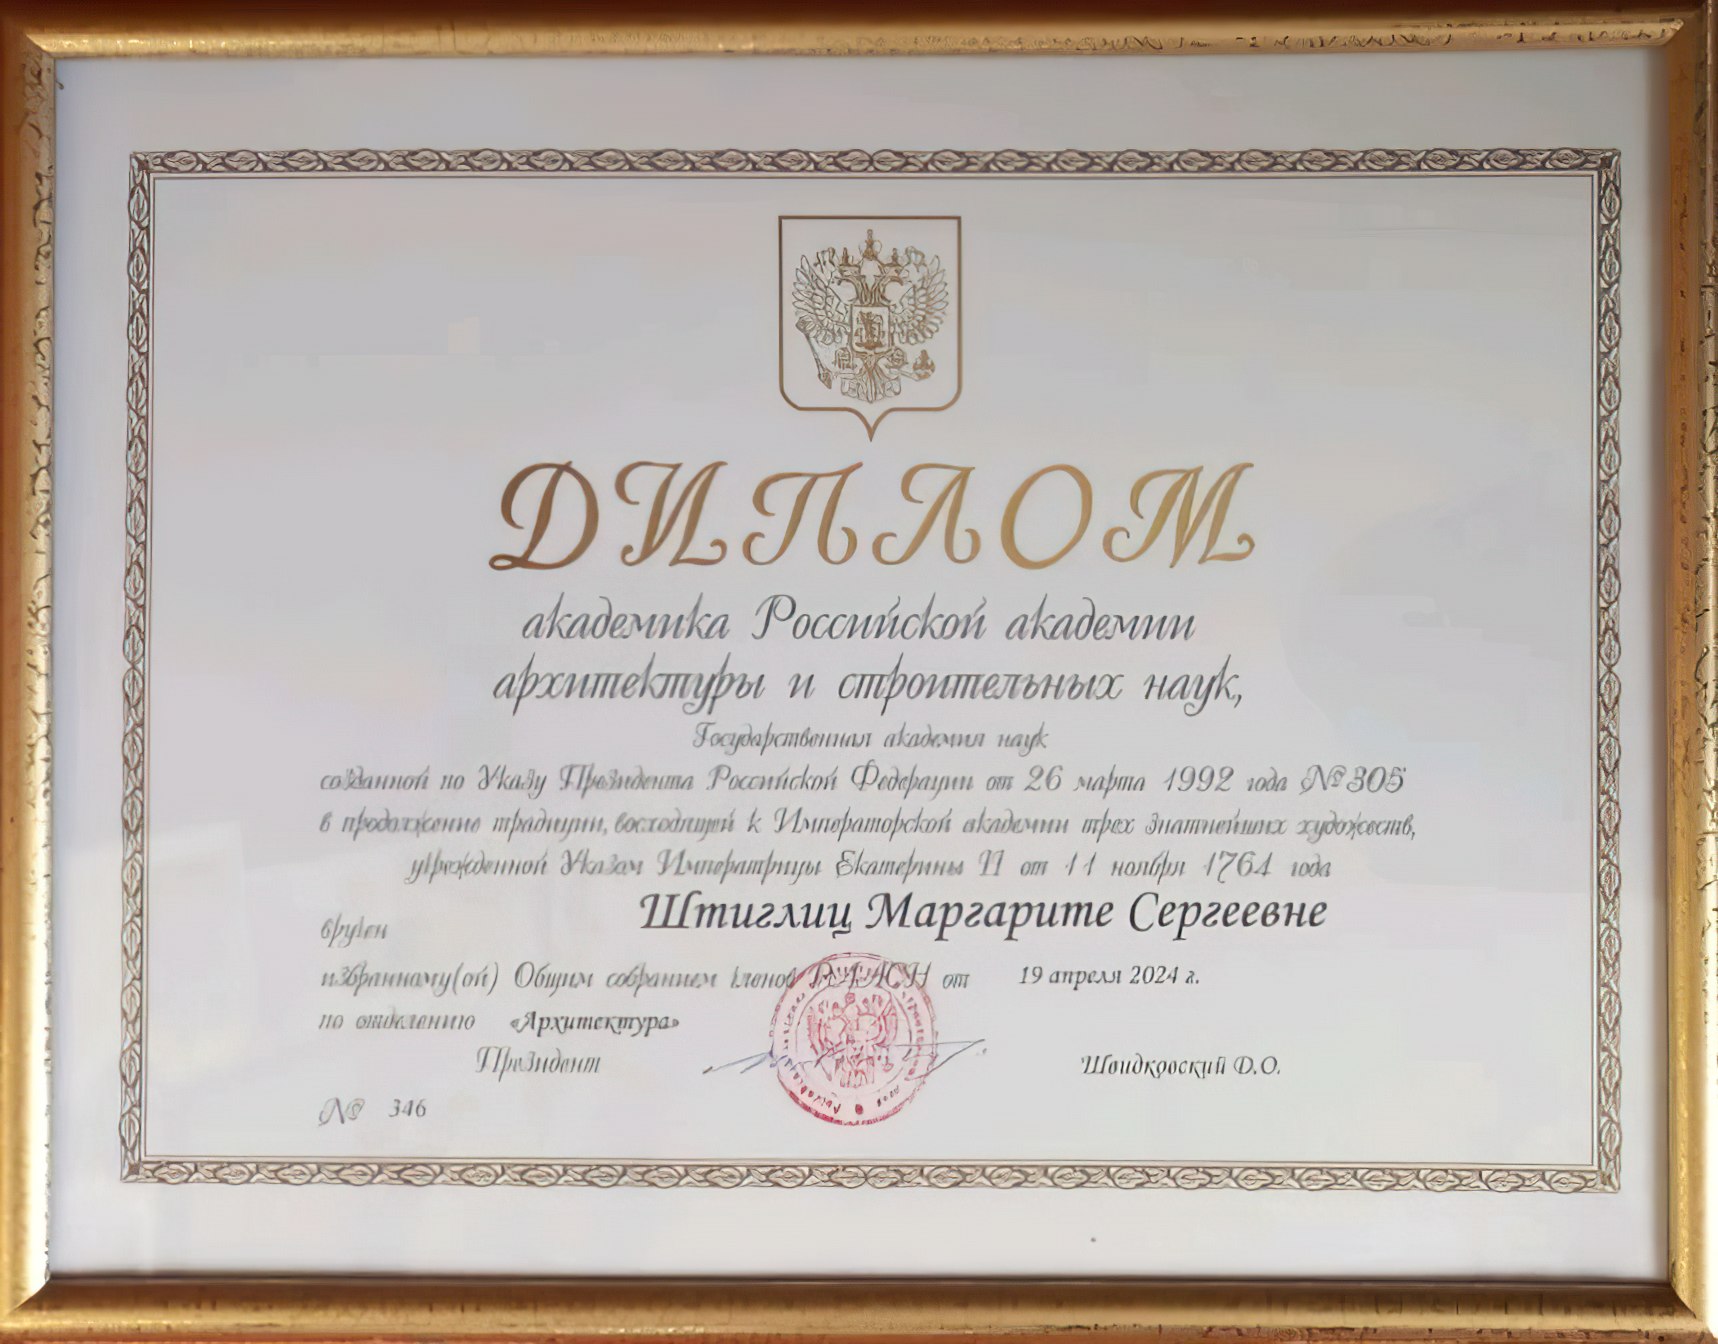 ДИПЛОМ
академика Российской академии
архитектуры и строительных наук,
Государственная академия наук
созданной по Указу Президента Российской Федерации от 26 марта 1992 года №305
в продолжение традиции, восходящей к Императорской академии трех знатнейших художеств,
учрежденной Указом Императрицы Екатерины II от 11 ноября 1764 года
вручен Штиглиц Маргарите Сергеевне
избранному(ой) Общим собранием членов РААСН от 19 апреля 2024 г.
по отделению «Архитектура»
Президент Швидковский Д.О.
№ 346